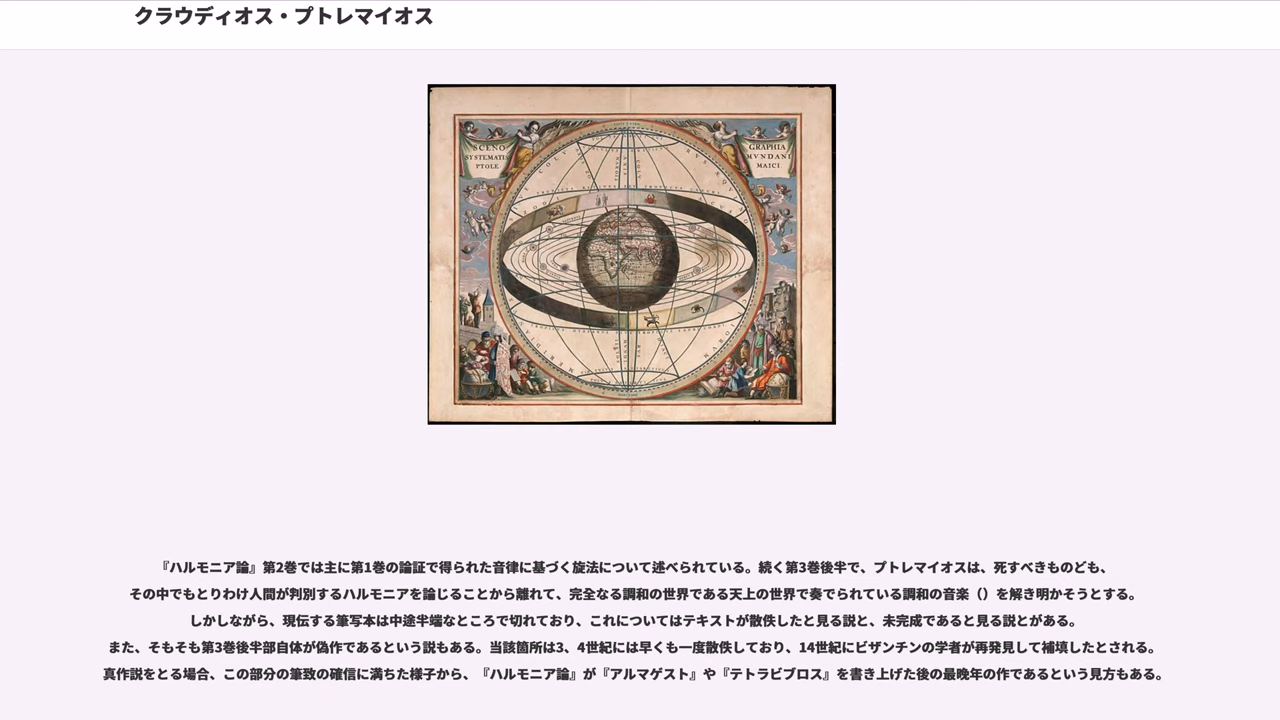 クラウディオス・プトレマイオス
SCENO
SYSTEMATIS
PTOLE
GRAPHIA
MVNDANI
MAICI.
『ハルモニア論』第2巻では主に第1巻の論証で得られた音律に基づく旋法について述べられている。続く第3巻後半で、プトレマイオスは、死すべきものども、
その中でもとりわけ人間が判別するハルモニアを論じることから離れて、完全なる調和の世界である天上の世界で奏でられている調和の音楽（）を解き明かそうとする。
しかしながら、現伝する筆写本は中途半端なところで切れており、これについてはテキストが散佚したと見る説と、未完成であると見る説とがある。
また、そもそも第3巻後半部自体が偽作であるという説もある。当該箇所は3、4世紀には早くも一度散佚しており、14世紀にビザンチンの学者が再発見して補填したとされる。
真作説をとる場合、この部分の筆致の確信に満ちた様子から、『ハルモニア論』が『アルマゲスト』や『テトラビブロス』を書き上げた後の最晩年の作であるという見方もある。